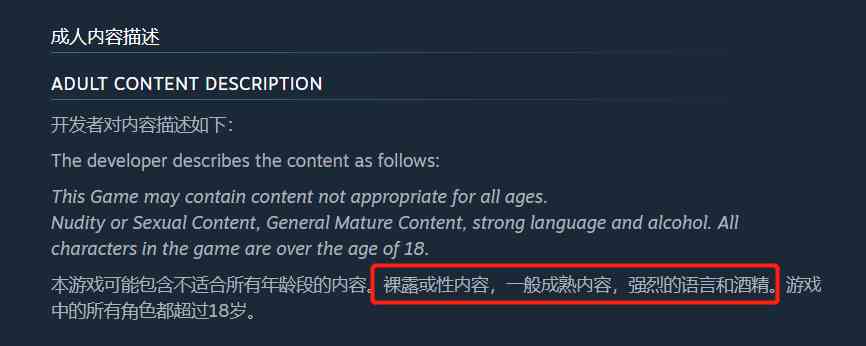 成人内容描述
ADULT CONTENT DESCRIPTION
开发者对内容描述如下：
The developer describes the content as follows:
This Game may contain content not appropriate for all ages.
Nudity or Sexual Content, General Mature Content, strong language and alcohol. All
characters in the game are over the age of 18.
本游戏可能包含不适合所有年龄段的内容。裸露或性内容，一般成熟内容，强烈的语言和酒精。游戏
中的所有角色都超过18岁。